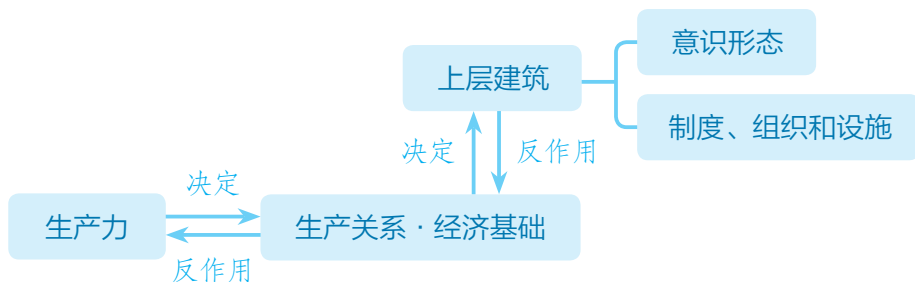 意识形态
上层建筑
制度、组织和设施
决定
反作用
决定
生产力
生产关系·经济基础
反作用